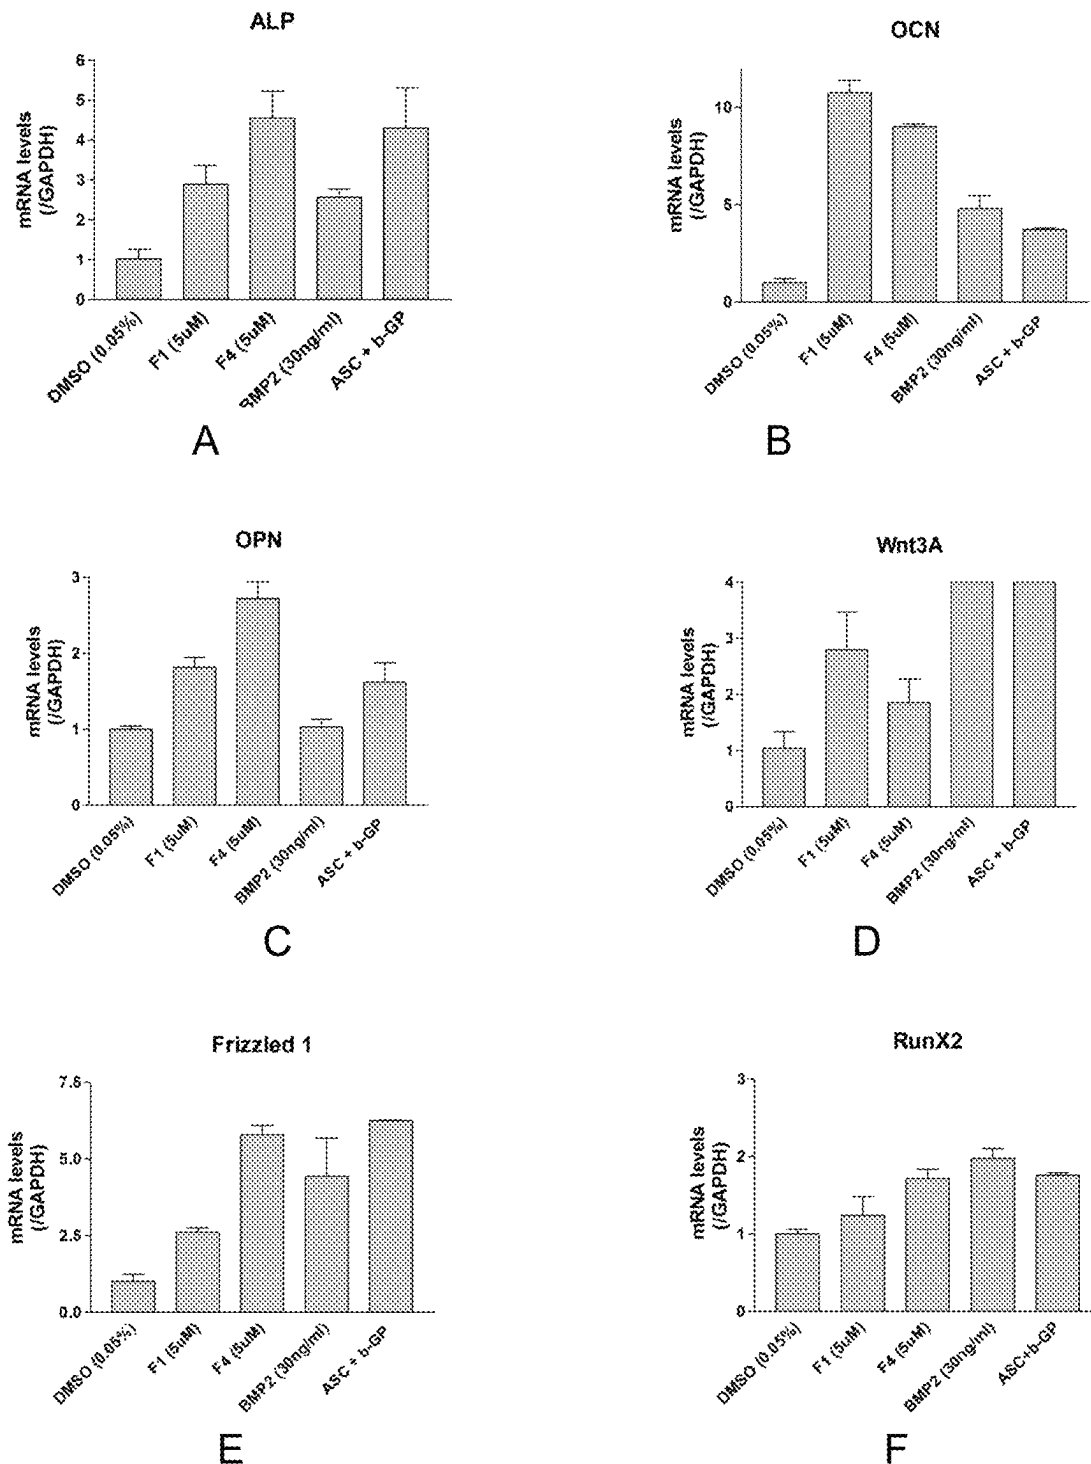 ALP
mRNA levels
(/GAPDH)
6
5
4
3
2
1
0
DMSO (0.05%)
F1 (5uM)
F4 (5uM)
BMP2 (30ng/ml)
ASC + b-GP
A
OCN
mRNA levels
(/GAPDH)
10
5
0
DMSO (0.05%)
F1 (5uM)
F4 (5uM)
BMP2 (30ng/ml)
ASC + b-GP
B
OPN
mRNA levels
(/GAPDH)
3
2
1
0
DMSO (0.05%)
F1 (5uM)
F4 (5uM)
BMP2 (30ng/ml)
ASC + b-GP
C
Wnt3A
mRNA levels
(/GAPDH)
4
3
2
1
0
DMSO (0.05%)
F1 (5uM)
F4 (5uM)
BMP2 (30ng/ml)
ASC + b-GP
D
Frizzled 1
mRNA levels
(/GAPDH)
7.5
5.0
2.5
0.0
DMSO (0.05%)
F1 (5uM)
F4 (5uM)
BMP2 (30ng/ml)
ASC + b-GP
E
RunX2
mRNA levels
(/GAPDH)
3
2
1
0
DMSO (0.05%)
F1 (5uM)
F4 (5uM)
BMP2 (30ng/ml)
ASC+b-GP
F